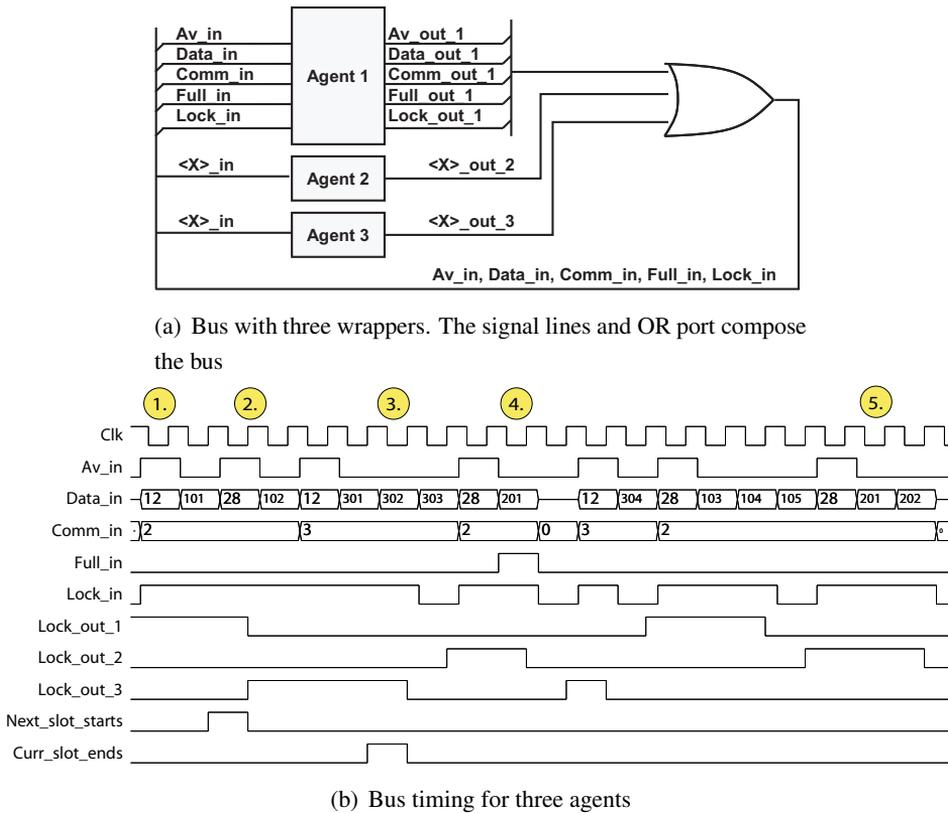 Av_in
Data_in
Comm_in
Full_in
Lock_in
Agent 1
Av_out_1
Data_out_1
Comm_out_1
Full_out_1
Lock_out_1
<X>_in
Agent 2
<X>_out_2
<X>_in
Agent 3
<X>_out_3
Av_in, Data_in, Comm_in, Full_in, Lock_in
(a) Bus with three wrappers. The signal lines and OR port compose
the bus
1. 2. 3. 4. 5.
Clk
Av_in
Data_in 12 101 28 102 12 301 302 303 28 201 12 304 28 103 104 105 28 201 202
Comm_in 2 3 2 0 3 2 0
Full_in
Lock_in
Lock_out_1
Lock_out_2
Lock_out_3
Next_slot_starts
Curr_slot_ends
(b) Bus timing for three agents